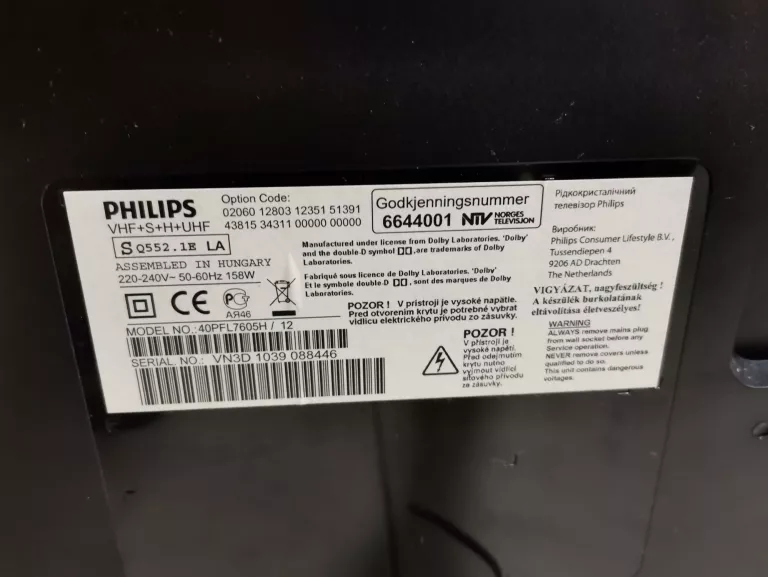 PHILIPS
VHF+S+H+UHF
S Q552.1E LA
ASSEMBLED IN HUNGARY
220-240V~ 50-60Hz 158W
Option Code:
02060 12803 12351 51391
43815 34311 00000 00000
Godkjenningsnummer
6644001 NTV NORGES TELEVISJON
Manufactured under license from Dolby Laboratories. 'Dolby'
and the double-D symbol are trademarks of Dolby
Laboratories.
Fabriqué sous licence de Dolby Laboratories. 'Dolby'
et le symbole double-D , sont des marques de Dolby
Laboratories.
CE
АЯ46
MODEL NO.: 40PFL7605H / 12
SERIAL NO.: VN3D 1039 088446
POZOR ! V prístroji je vysoké napätie.
Pred otvorením krytu je potrebné vybrať
vidlicu elektrického prívodu zo zásuvky.
POZOR !
V přístroji je
vysoké napětí.
Před odejmutím
krytu nutno
vyjmout vidlici
síťového přívodu
ze zásuvky.
Рідкокристалічний
телевізор Philips
Виробник:
Philips Consumer Lifestyle B.V.,
Tussendiepen 4
9206 AD Drachten
The Netherlands
VIGYÁZAT, nagyfeszültség !
A készülék burkolatának
eltávolítása életveszélyes!
WARNING
ALWAYS remove mains plug
from wall socket before any
Service operation.
NEVER remove covers unless
qualified to do so.
This unit contains dangerous
voltages.